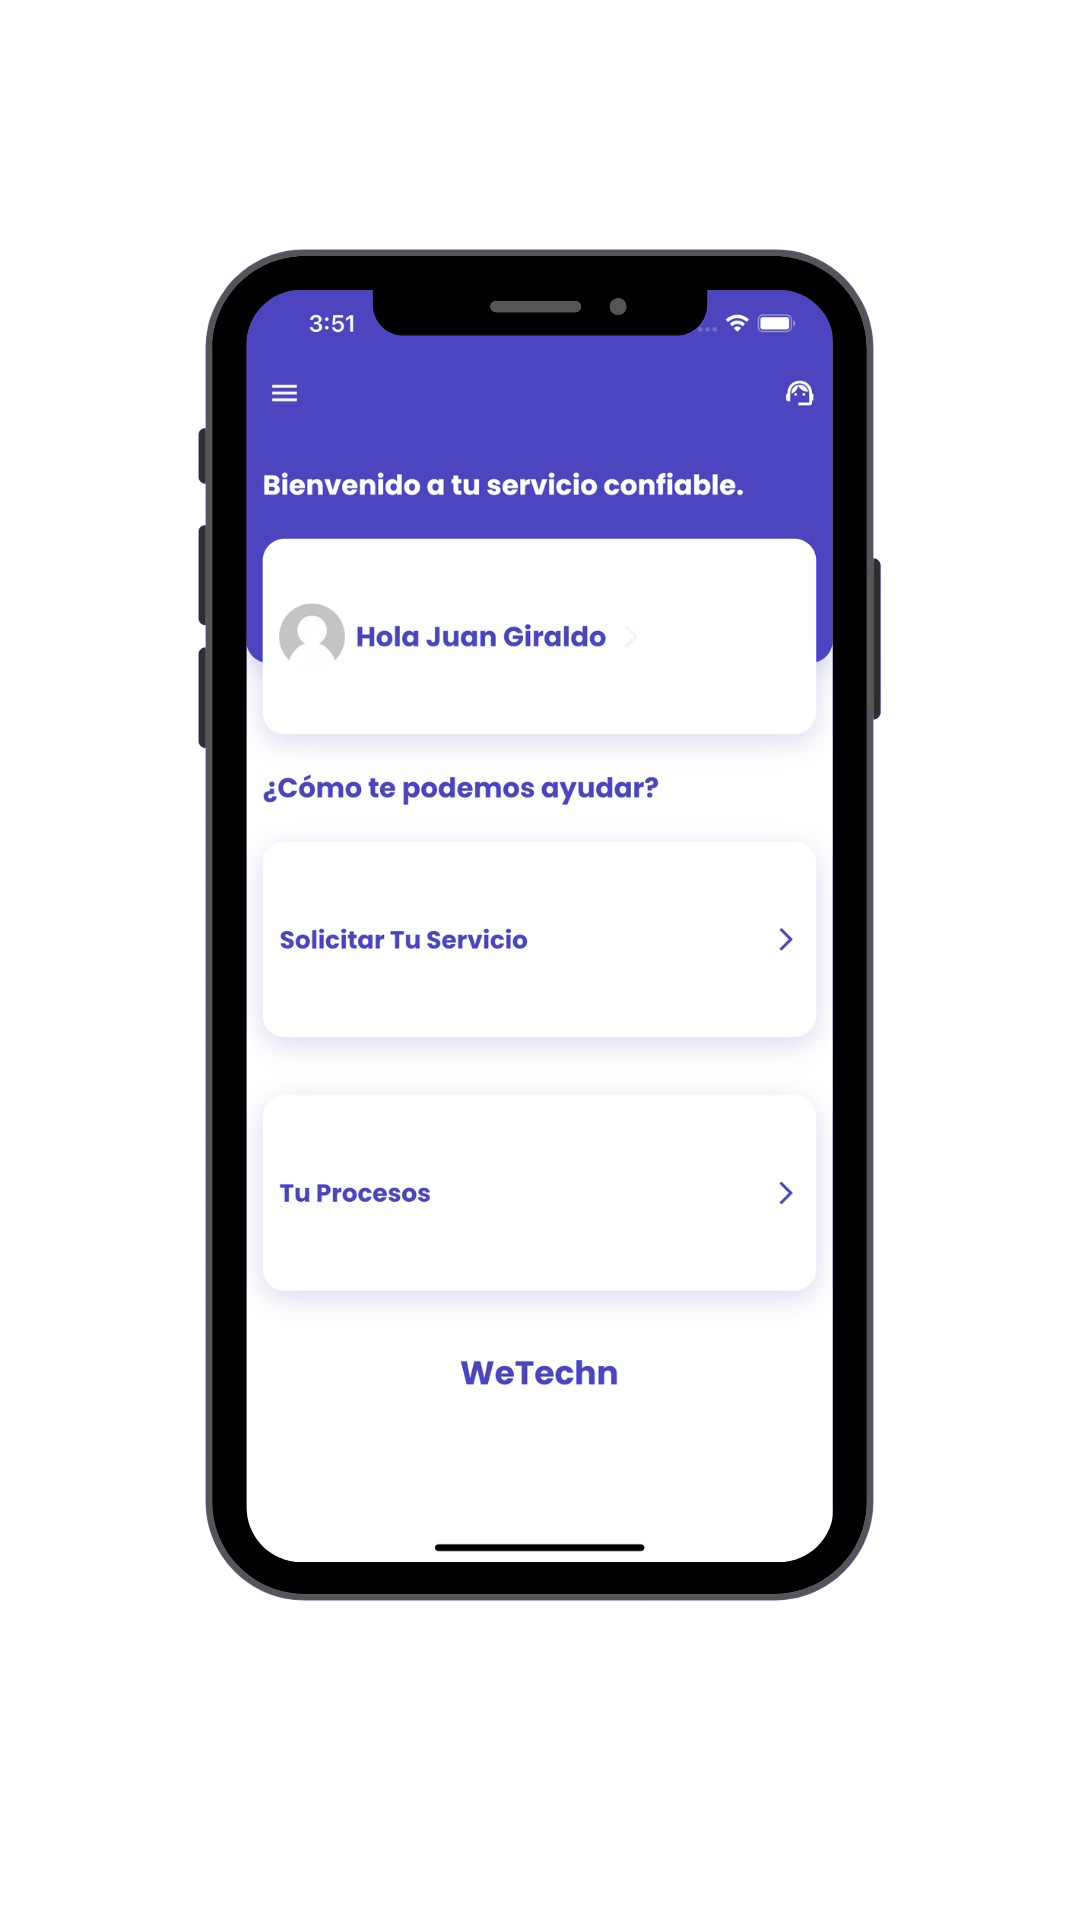 3:51
Bienvenido a tu servicio confiable.
Hola Juan Giraldo
¿Cómo te podemos ayudar?
Solicitar Tu Servicio
Tu Procesos
WeTechn